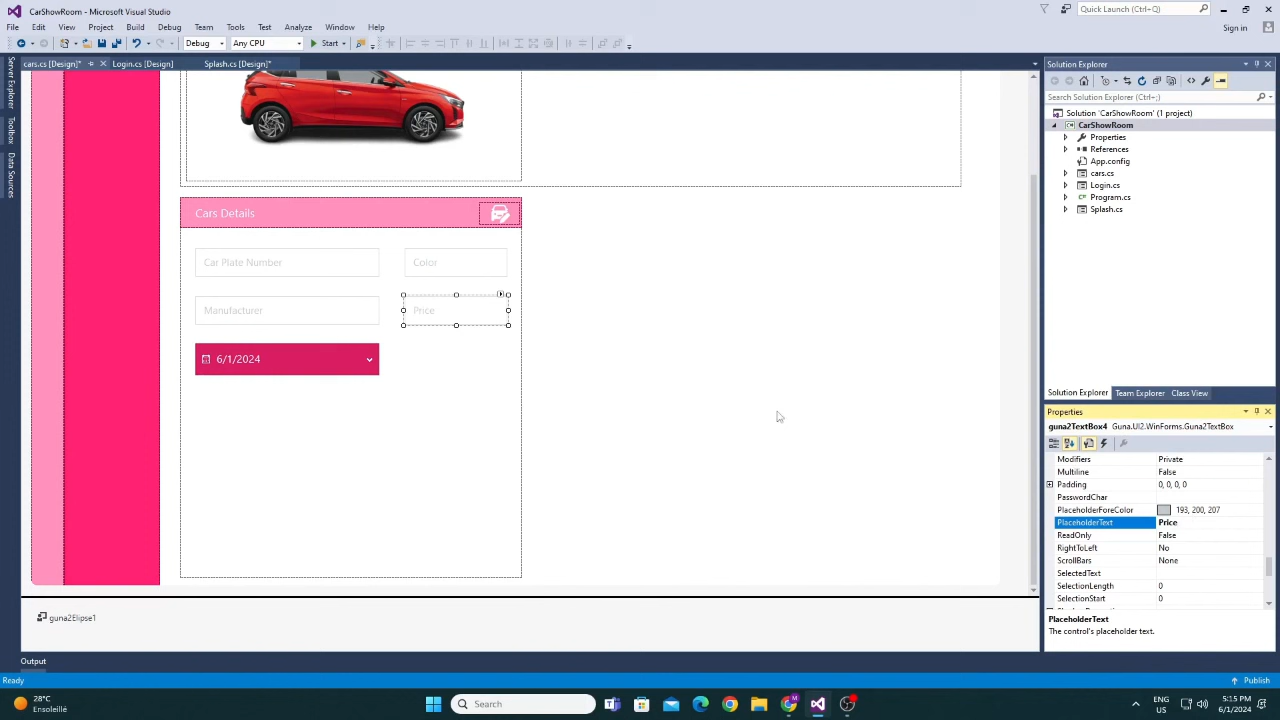 CarShowRoom - Microsoft Visual Studio
Quick Launch (Ctrl+Q)
File Edit View Project Build Debug Team Tools Test Analyze Window Help
Sign in
Debug Any CPU Start
cars.cs [Design]* Login.cs [Design] Splash.cs [Design]*
Server Explorer
Toolbox
Data Sources
Cars Details
Car Plate Number Color
Manufacturer Price
6/1/2024
guna2Elipse1
Output
Solution Explorer
Search Solution Explorer (Ctrl+;)
Solution 'CarShowRoom' (1 project)
CarShowRoom
Properties
References
App.config
cars.cs
Login.cs
Program.cs
Splash.cs
Solution Explorer Team Explorer Class View
Properties
guna2TextBox4 Guna.UI2.WinForms.Guna2TextBox
Modifiers Private
Multiline False
Padding 0, 0, 0, 0
PasswordChar
PlaceholderForeColor 193, 200, 207
PlaceholderText Price
ReadOnly False
RightToLeft No
ScrollBars None
SelectedText
SelectionLength 0
SelectionStart 0
PlaceholderText
The control's placeholder text.
Ready
Publish
28°C
Ensoleillé
Search
ENG
US
5:15 PM
6/1/2024